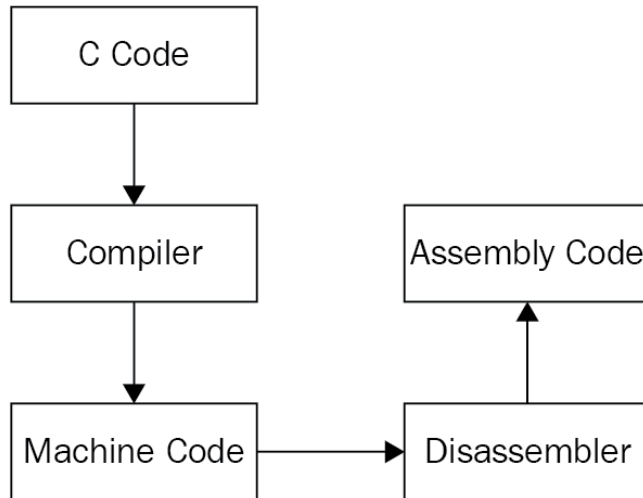 C Code
Compiler
Assembly Code
Machine Code
Disassembler